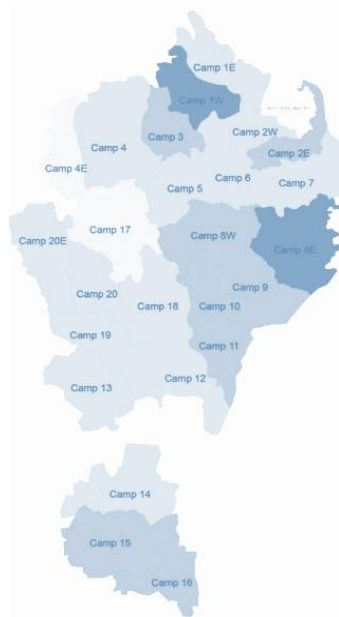 Camp 1E
Camp 1W
Camp 3
Camp 2W
Camp 4
Camp 2E
Camp 4E
Camp 6
Camp 7
Camp 5
Camp 17
Camp 20E
Camp 8W
Camp 8E
Camp 9
Camp 20
Camp 18
Camp 10
Camp 19
Camp 11
Camp 12
Camp 13
Camp 14
Camp 15
Camp 16